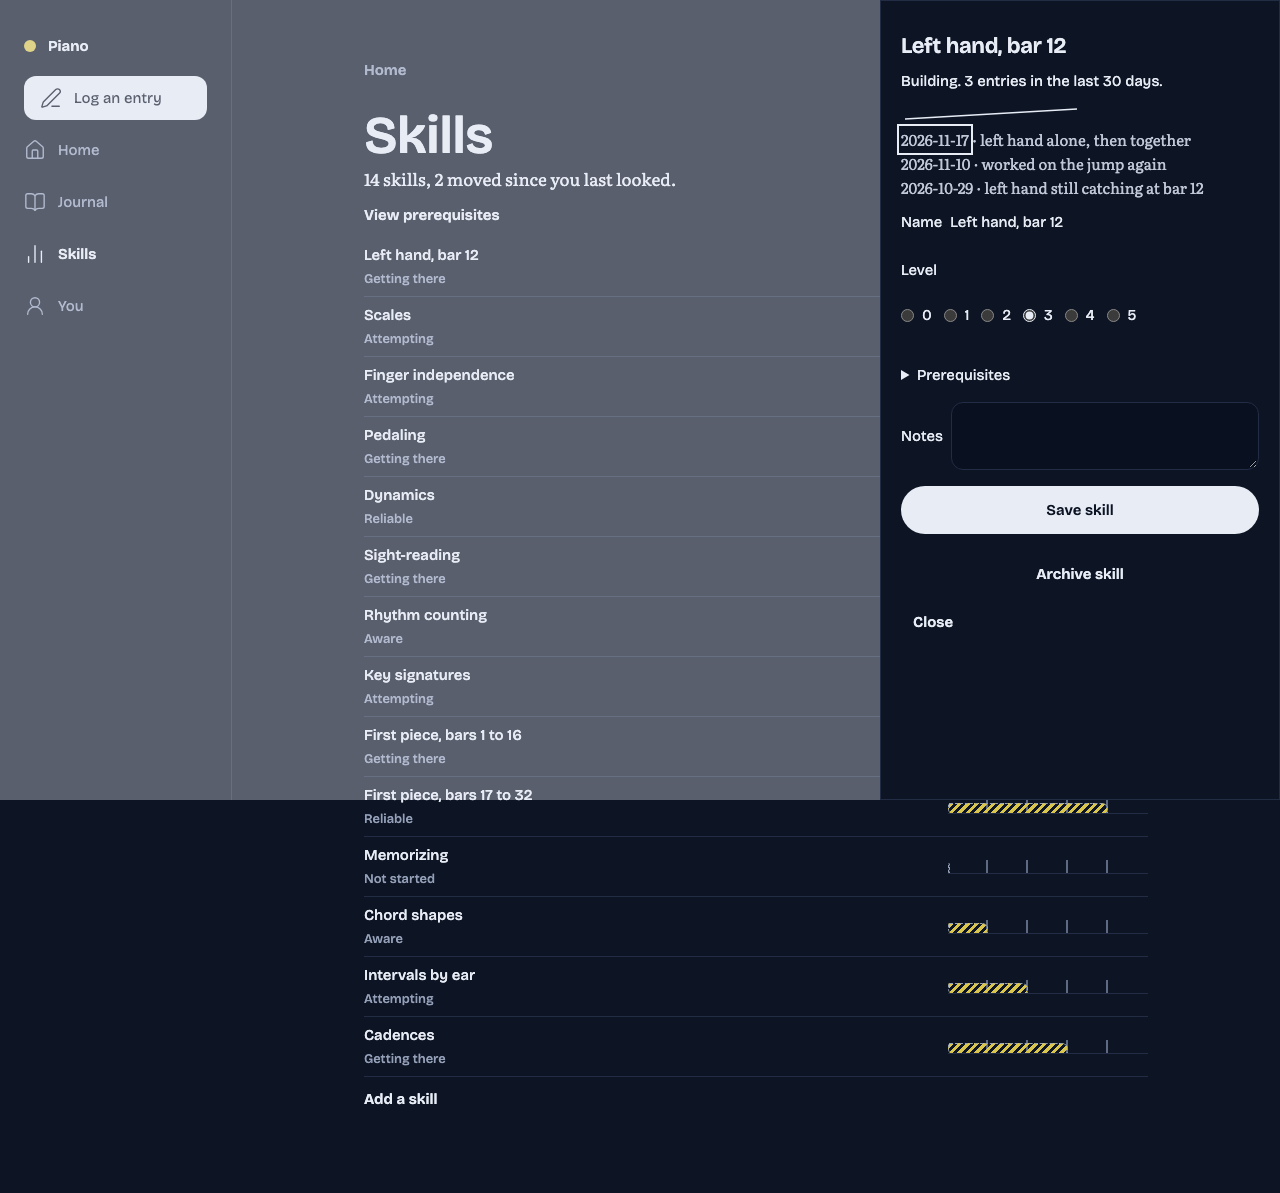 Piano
Log an entry
Home
Journal
Skills
You
Home
Skills
14 skills, 2 moved since you last looked.
View prerequisites
Left hand, bar 12
Getting there
Scales
Attempting
Finger independence
Attempting
Pedaling
Getting there
Dynamics
Reliable
Sight-reading
Getting there
Rhythm counting
Aware
Key signatures
Attempting
First piece, bars 1 to 16
Getting there
First piece, bars 17 to 32
Reliable
Memorizing
Not started
Chord shapes
Aware
Intervals by ear
Attempting
Cadences
Getting there
Add a skill
Left hand, bar 12
Building. 3 entries in the last 30 days.
2026-11-17 · left hand alone, then together
2026-11-10 · worked on the jump again
2026-10-29 · left hand still catching at bar 12
Name Left hand, bar 12
Level
0 1 2 3 4 5
Prerequisites
Notes
Save skill
Archive skill
Close